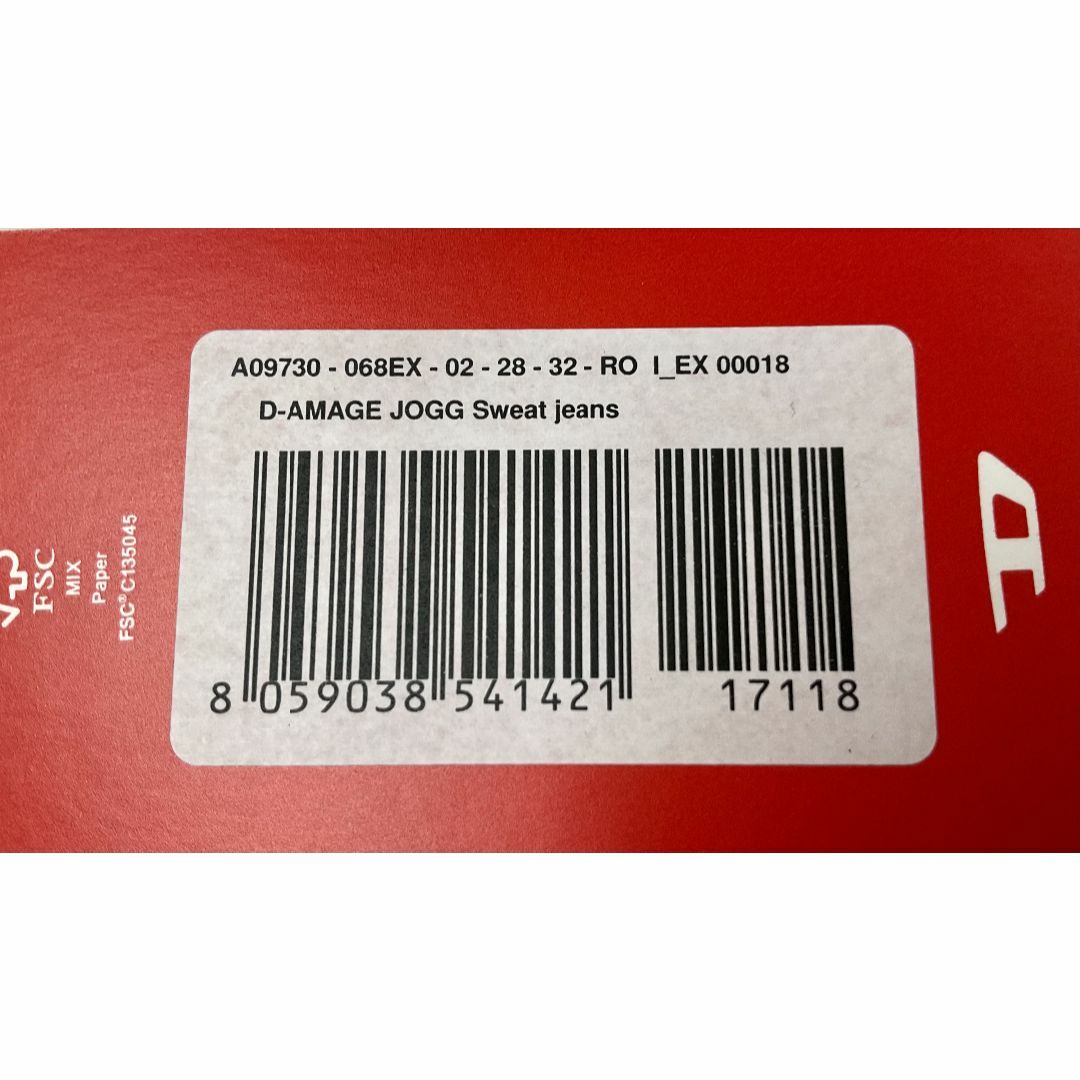 A09730 - 068EX - 02 - 28 - 32 - RO I_EX 00018
D-AMAGE JOGG Sweat jeans
8 059038 541421
17118
FSC
MIX
Paper
FSC® C135045
D